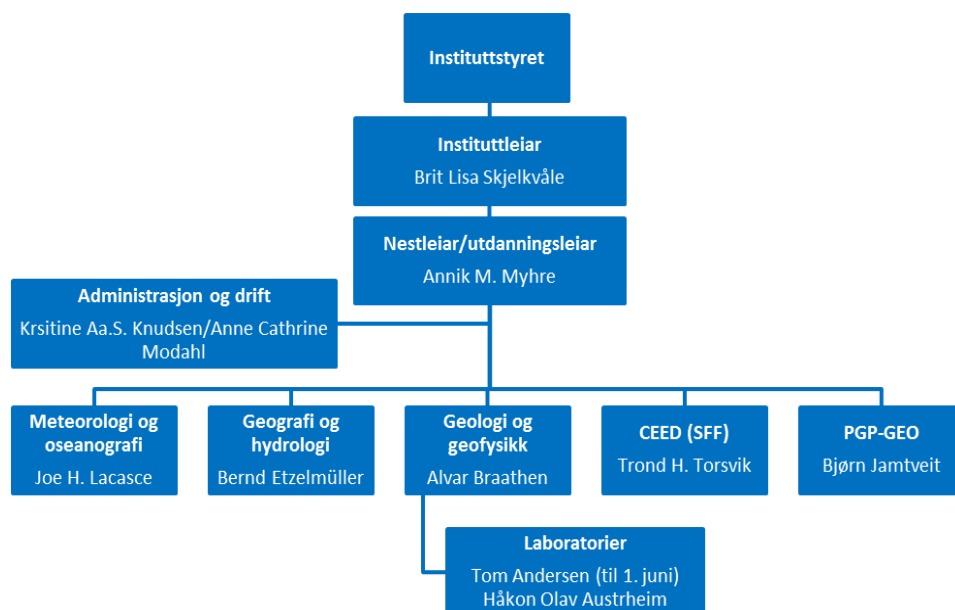 Instituttstyret
Instituttleiar
Brit Lisa Skjelkvåle
Nestleiar/utdanningsleiar
Annik M. Myhre
Administrasjon og drift
Krsitine Aa.S. Knudsen/Anne Cathrine
Modahl
Meteorologi og
oseanografi
Joe H. Lacasce
Geografi og
hydrologi
Bernd Etzelmüller
Geologi og
geofysikk
Alvar Braathen
CEED (SFF)
Trond H. Torsvik
PGP-GEO
Bjørn Jamtveit
Laboratorier
Tom Andersen (til 1. juni)
Håkon Olav Austrheim